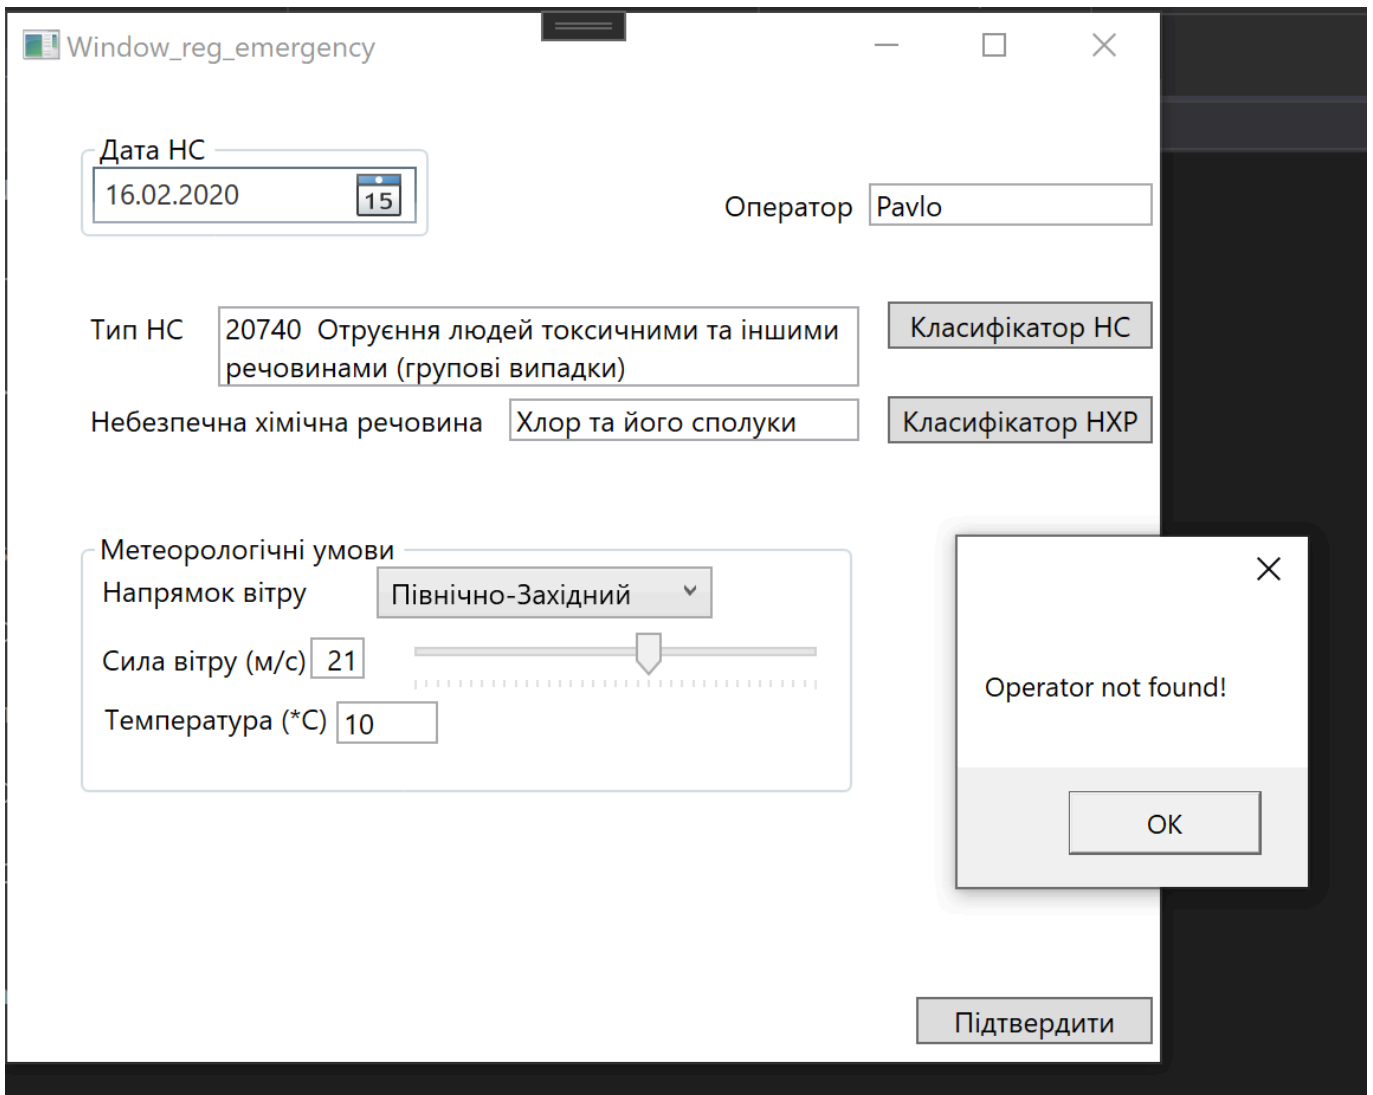 Window_reg_emergency
Дата НС
16.02.2020
15
Оператор
Pavlo
Тип НС
20740 Отруєння людей токсичними та іншими
речовинами (групові випадки)
Класифікатор НС
Небезпечна хімічна речовина
Хлор та його сполуки
Класифікатор НХР
Метеорологічні умови
Напрямок вітру
Північно-Західний
Сила вітру (м/с)
21
Температура (*С)
10
Operator not found!
OK
Підтвердити